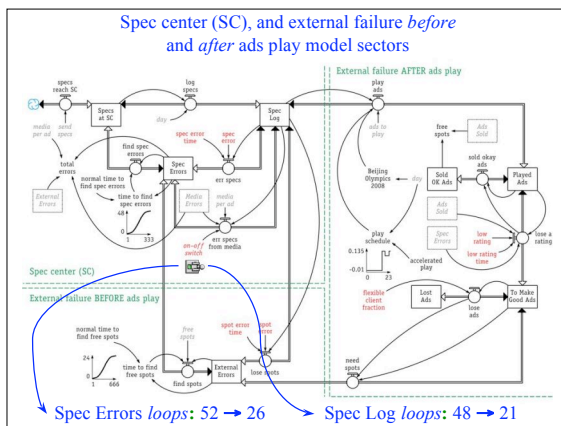 Spec center (SC), and external failure before
and after ads play model sectors
External failure AFTER ads play
specs
reach SC
log
specs
play
ads
Specs
at SC
Spec
Log
day
media
per ad
send
specs
ads to
play
free
spots
Ads
Sold
find spec
errors
spec error
time
spec
error
total
errors
Spec
Errors
err specs
normal time to
find spec errors
time to find
spec errors
External
Errors
48
0
1
333
Media
Errors
media
per ad
on-off
switch
err specs
from media
Beijing
Olympics
2008
day
play
schedule
0.135
-0.01
0
23
accelerated
play
sold okay
ads
Sold
OK Ads
Played
Ads
Ads
Sold
Spec
Errors
low
rating
low rating
time
lose a
rating
flexible
client
fraction
Lost
Ads
lose
ads
To Make
Good Ads
Spec center (SC)
External failure BEFORE ads play
normal time to
find free spots
free
spots
spot error
time
spot
error
24
0
1
666
time to
find free spots
find spots
External
Errors
lose spots
need
spots
Spec Errors loops: 52 → 26
Spec Log loops: 48 → 21